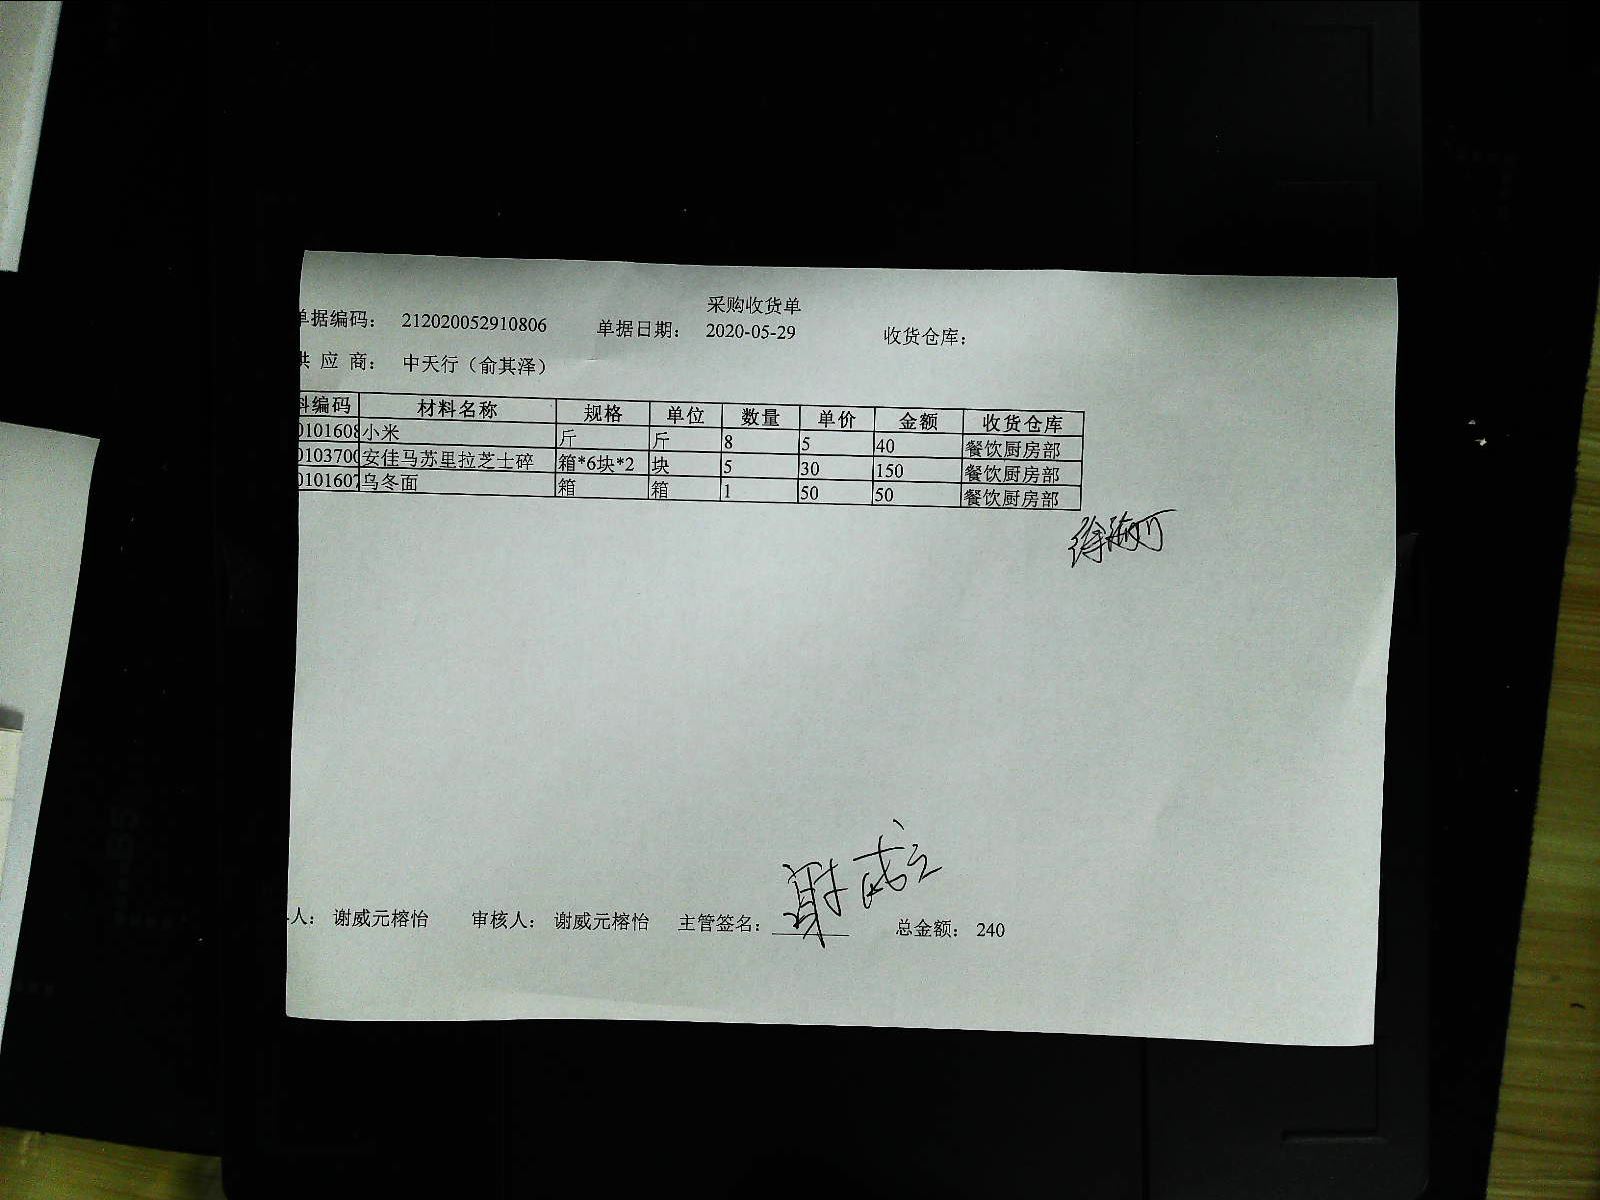 采购收货单
单据编码： 212020052910806 单据日期： 2020-05-29 收货仓库：
供 应 商： 中天行（俞其泽）
料编码 材料名称 规格 单位 数量 单价 金额 收货仓库
0101608 小米 斤 斤 8 5 40 餐饮厨房部
0103700 安佳马苏里拉芝士碎 箱*6块*2 块 5 30 150 餐饮厨房部
0101607 乌冬面 箱 箱 1 50 50 餐饮厨房部
人： 谢威元榕怡 审核人： 谢威元榕怡 主管签名： 谢威元 总金额： 240